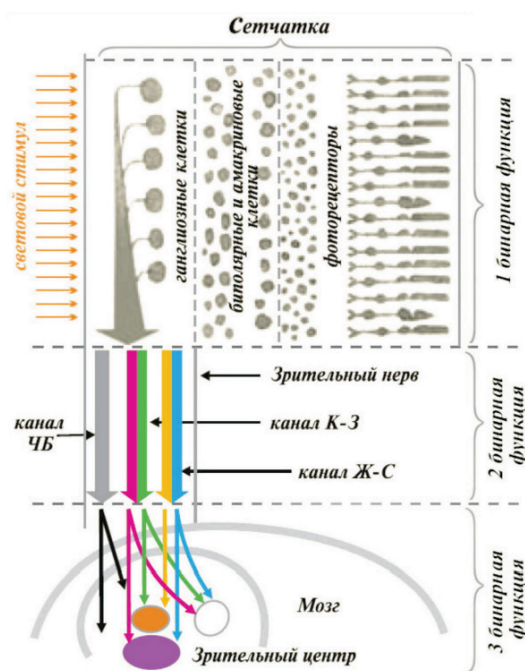 Сетчатка
световой стимул
ганглиозные клетки
биполярные и амакриновые
клетки
фоторецепторы
1 бинарная функция
Зрительный нерв
канал
ЧБ
канал К-З
канал Ж-С
2 бинарная
функция
Мозг
Зрительный центр
3 бинарная
функция